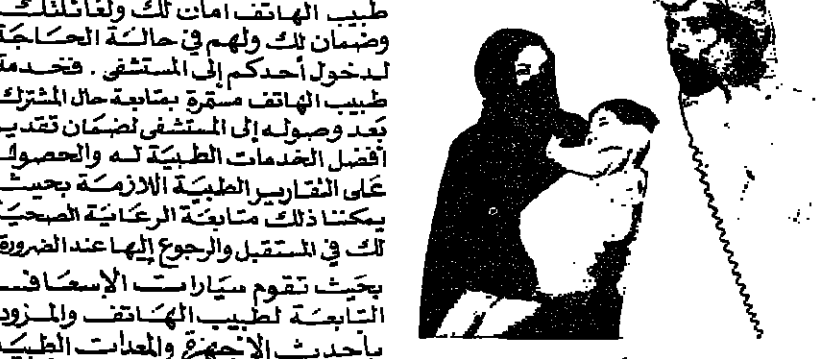 طبيب الهاتف امان لك ولعائلتك
وضمان لك ولهم في حالة الحاجة
لدخول أحدكم إلى المستشفى . فخدمة
طبيب الهاتف مستمرة بمتابعة حال المشترك
بعد وصوله إلى المستشفى لضمان تقديم
افضل الخدمات الطبية له والحصول
على التقارير الطبية اللازمة بحيث
يمكننا ذلك متابعة الرعاية الصحية
لك في المستقبل والرجوع إليها عند الضرورة
بحيث تقوم سيارات الإسعاف
التابعة لطبيب الهاتف والمزود
بأحدث الاجهزة والمعدات الطبية